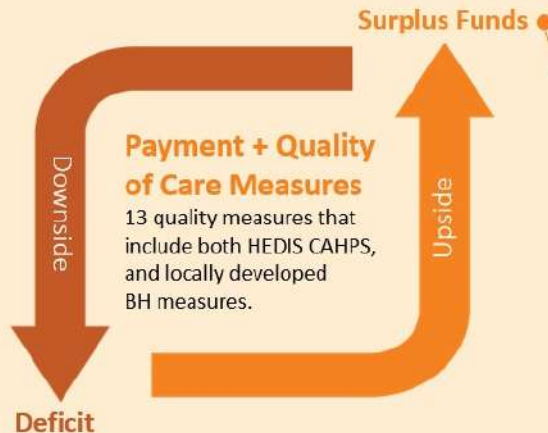 Surplus Funds
Downside
Payment + Quality
of Care Measures
13 quality measures that
include both HEDIS CAHPS,
and locally developed
BH measures.
Upside
Deficit